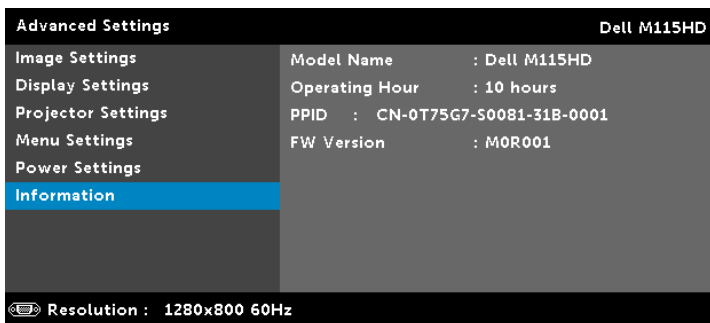 Advanced Settings Dell M115HD
Image Settings
Display Settings
Projector Settings
Menu Settings
Power Settings
Information
Model Name : Dell M115HD
Operating Hour : 10 hours
PPID : CN-0T75G7-S0081-31B-0001
FW Version : M0R001
Resolution : 1280x800 60Hz